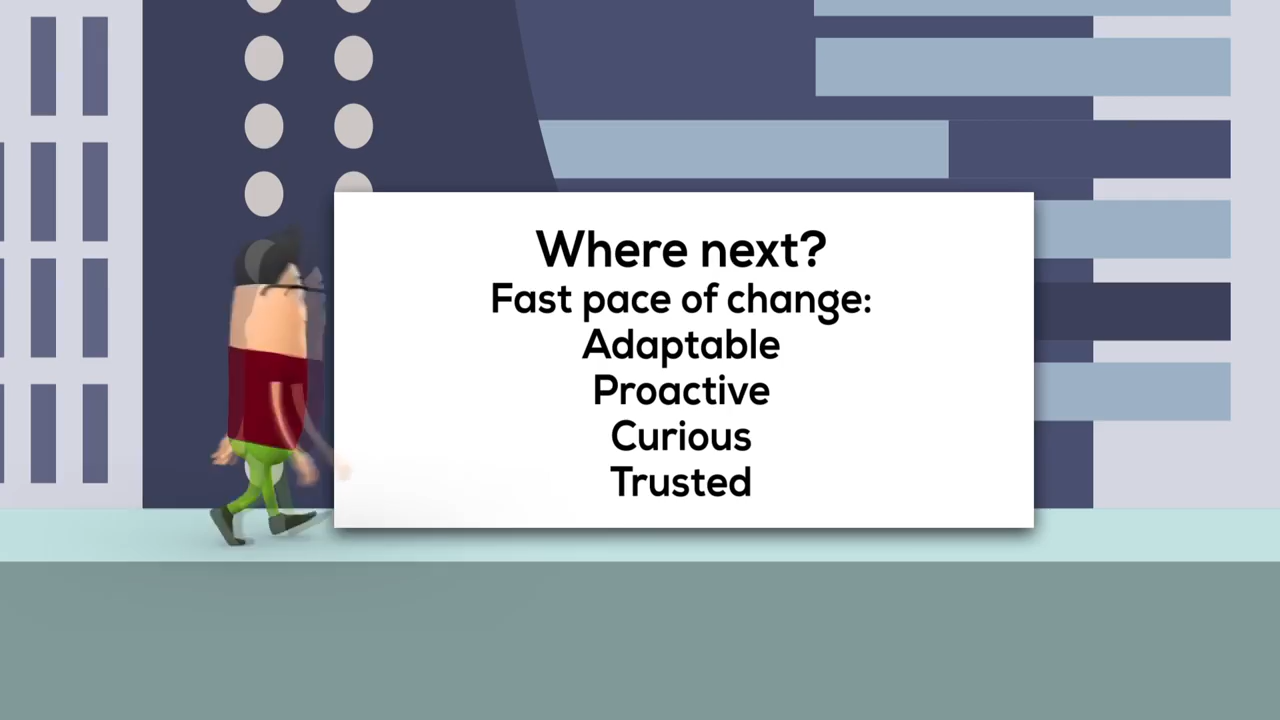 Where next?
Fast pace of change:
Adaptable
Proactive
Curious
Trusted